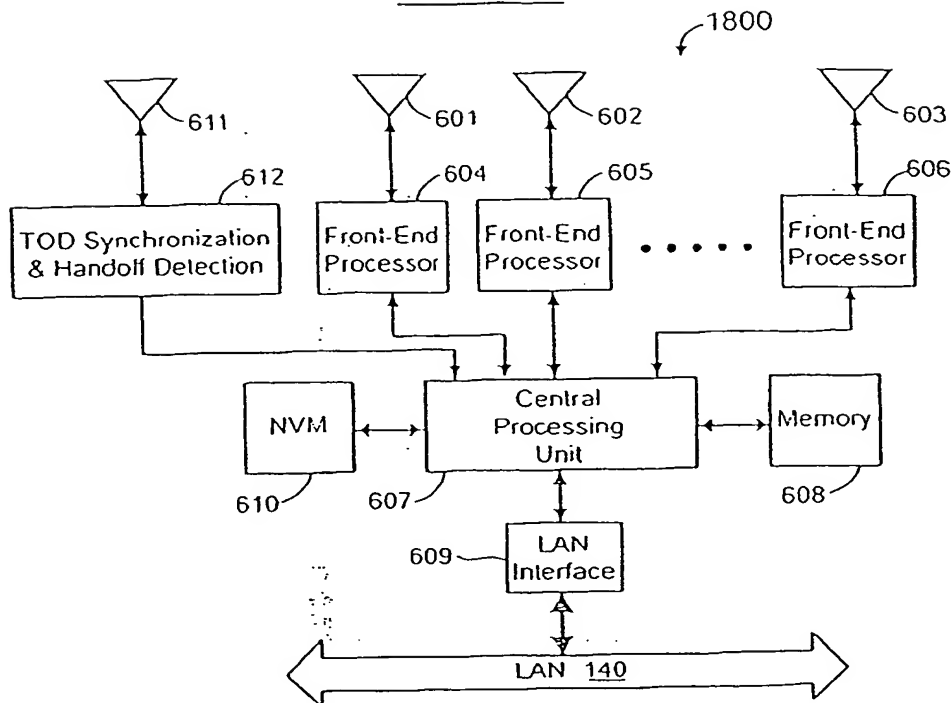 1800
611
601
602
603
612
604
605
606
TOD Synchronization
& Handoff Detection
Front-End
Processor
Front-End
Processor
Front-End
Processor
NVM
Central
Processing
Unit
Memory
610
607
608
609
LAN
Interface
LAN 140